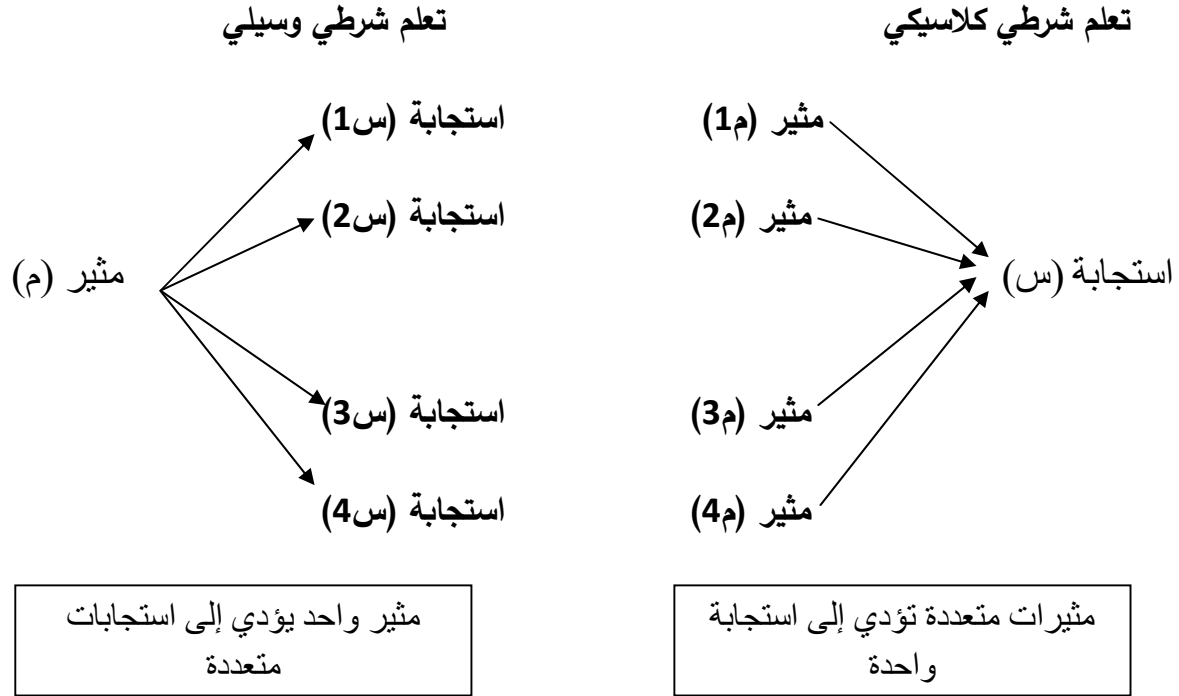 تعلم شرطي كلاسيكي
مثير (م1)
مثير (م2)
استجابة (س)
مثير (م3)
مثير (م4)
مثيرات متعددة تؤدي إلى استجابة
واحدة
تعلم شرطي وسيلي
استجابة (س1)
استجابة (س2)
مثير (م)
استجابة (س3)
استجابة (س4)
مثير واحد يؤدي إلى استجابات
متعددة